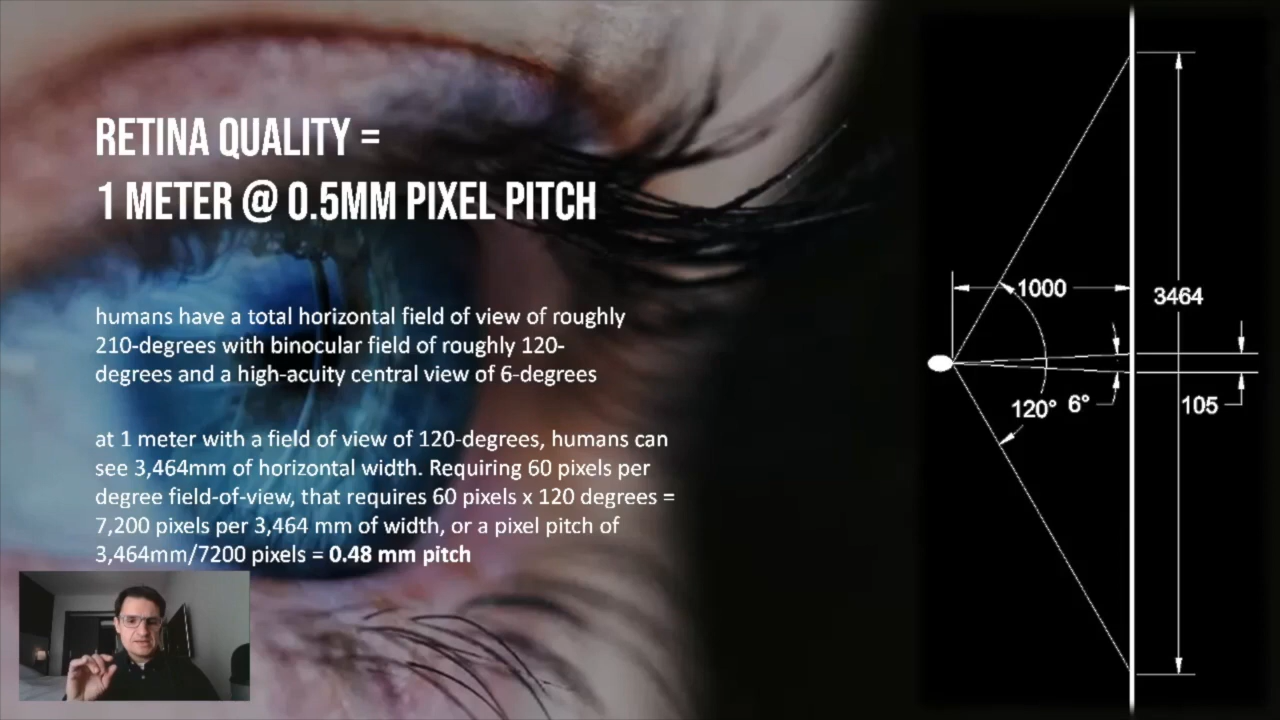 RETINA QUALITY =
1 METER @ 0.5MM PIXEL PITCH
humans have a total horizontal field of view of roughly
210-degrees with binocular field of roughly 120-
degrees and a high-acuity central view of 6-degrees
at 1 meter with a field of view of 120-degrees, humans can
see 3,464mm of horizontal width. Requiring 60 pixels per
degree field-of-view, that requires 60 pixels x 120 degrees =
7,200 pixels per 3,464 mm of width, or a pixel pitch of
3,464mm/7200 pixels = 0.48 mm pitch
1000
3464
120° 6°
105